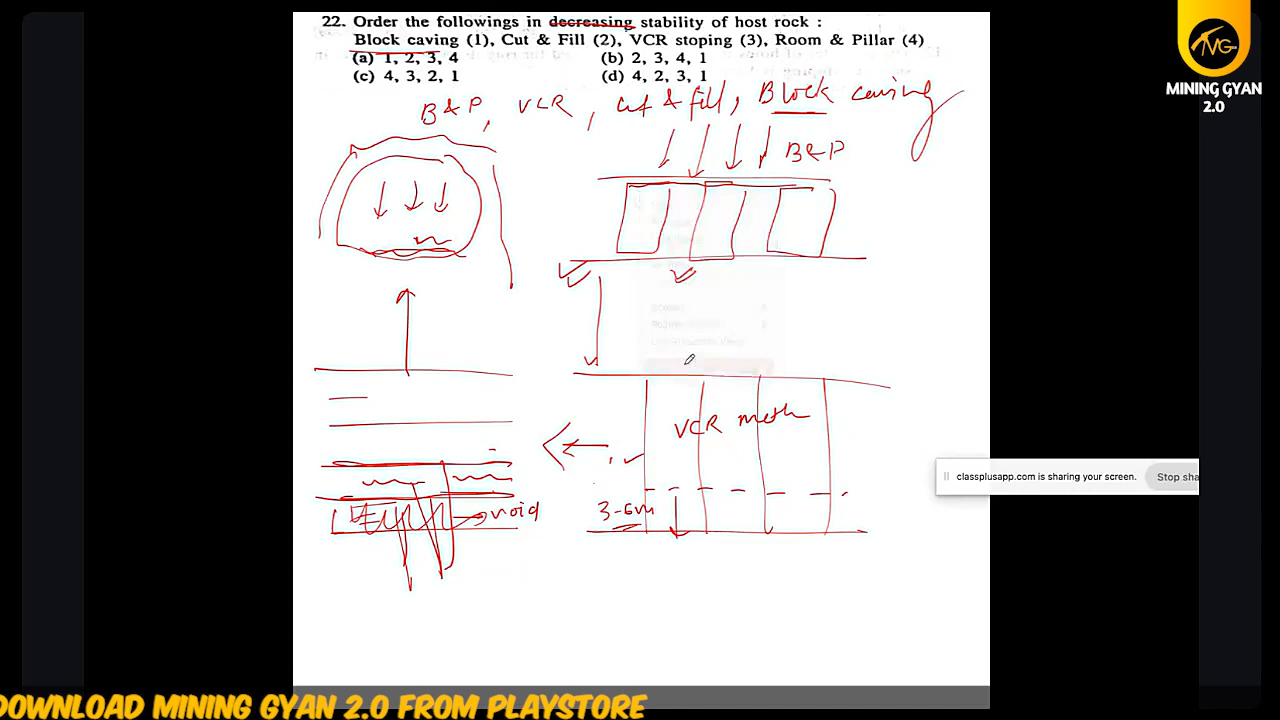 22. Order the followings in decreasing stability of host rock :
Block caving (1), Cut & Fill (2), VCR stoping (3), Room & Pillar (4)
(a) 1, 2, 3, 4 (b) 2, 3, 4, 1
(c) 4, 3, 2, 1 (d) 4, 2, 3, 1
B&P, VCR, cut & fill, Block caving
B&P
VCR meth
3-6m
void
TVG
MINING GYAN
2.0
classplusapp.com is sharing your screen.
Stop sha
DOWNLOAD MINING GYAN 2.0 FROM PLAYSTORE